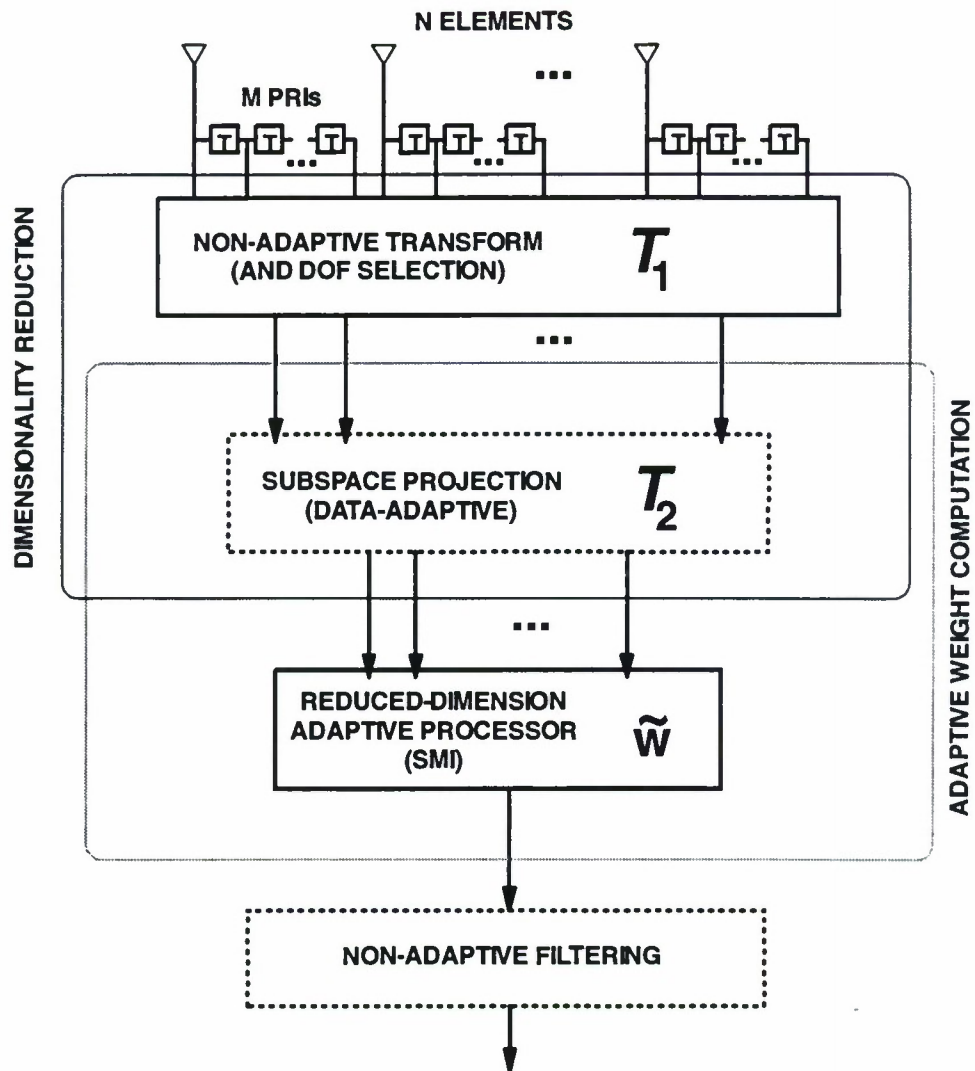 N ELEMENTS
...
M PRIs
T T ... T T T ... T T T ... T
DIMENSIONALITY REDUCTION
NON-ADAPTIVE TRANSFORM
(AND DOF SELECTION)
T1
...
SUBSPACE PROJECTION
(DATA-ADAPTIVE)
T2
ADAPTIVE WEIGHT COMPUTATION
...
REDUCED-DIMENSION
ADAPTIVE PROCESSOR
(SMI)
w̃
NON-ADAPTIVE FILTERING